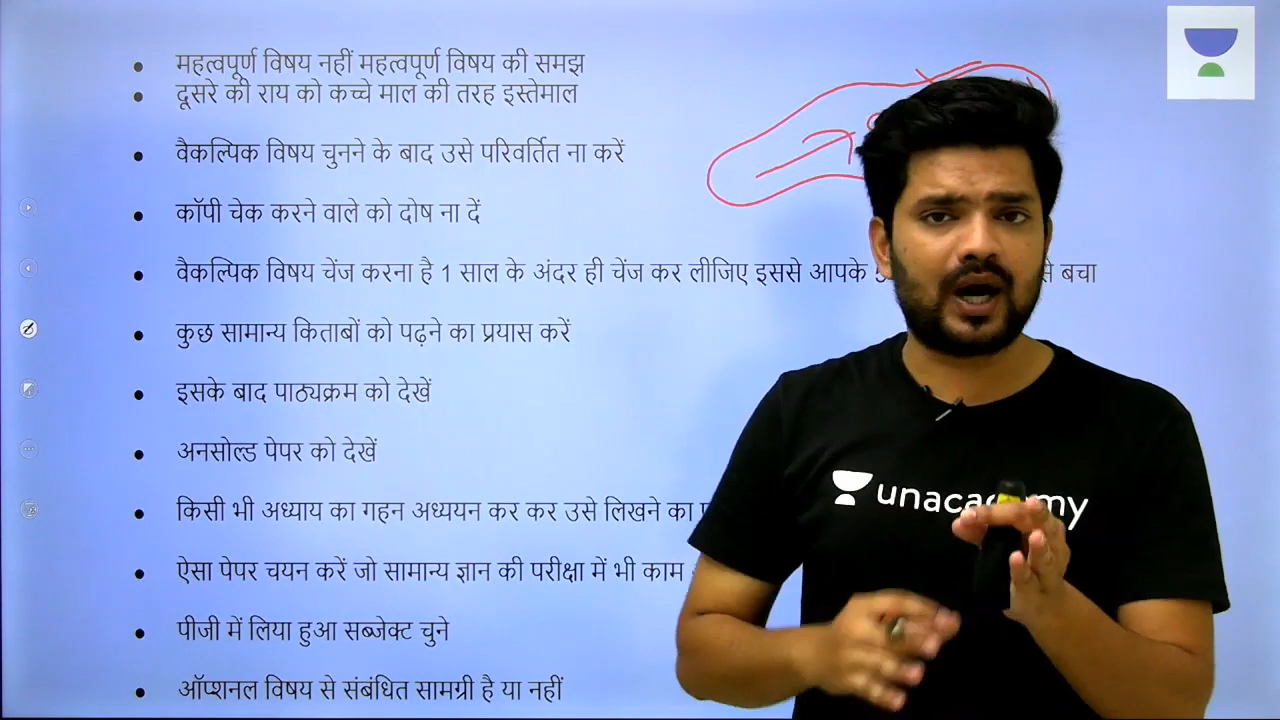 महत्वपूर्ण विषय नहीं महत्वपूर्ण विषय की समझ
दूसरे की राय को कच्चे माल की तरह इस्तेमाल
वैकल्पिक विषय चुनने के बाद उसे परिवर्तित ना करें
कॉपी चेक करने वाले को दोष ना दें
वैकल्पिक विषय चेंज करना है 1 साल के अंदर ही चेंज कर लीजिए इससे आपके से बचा
कुछ सामान्य किताबों को पढ़ने का प्रयास करें
इसके बाद पाठ्यक्रम को देखें
अनसोल्ड पेपर को देखें
किसी भी अध्याय का गहन अध्ययन कर कर उसे लिखने का
ऐसा पेपर चयन करें जो सामान्य ज्ञान की परीक्षा में भी काम
पीजी में लिया हुआ सब्जेक्ट चुने
ऑप्शनल विषय से संबंधित सामग्री है या नहीं
unacademy